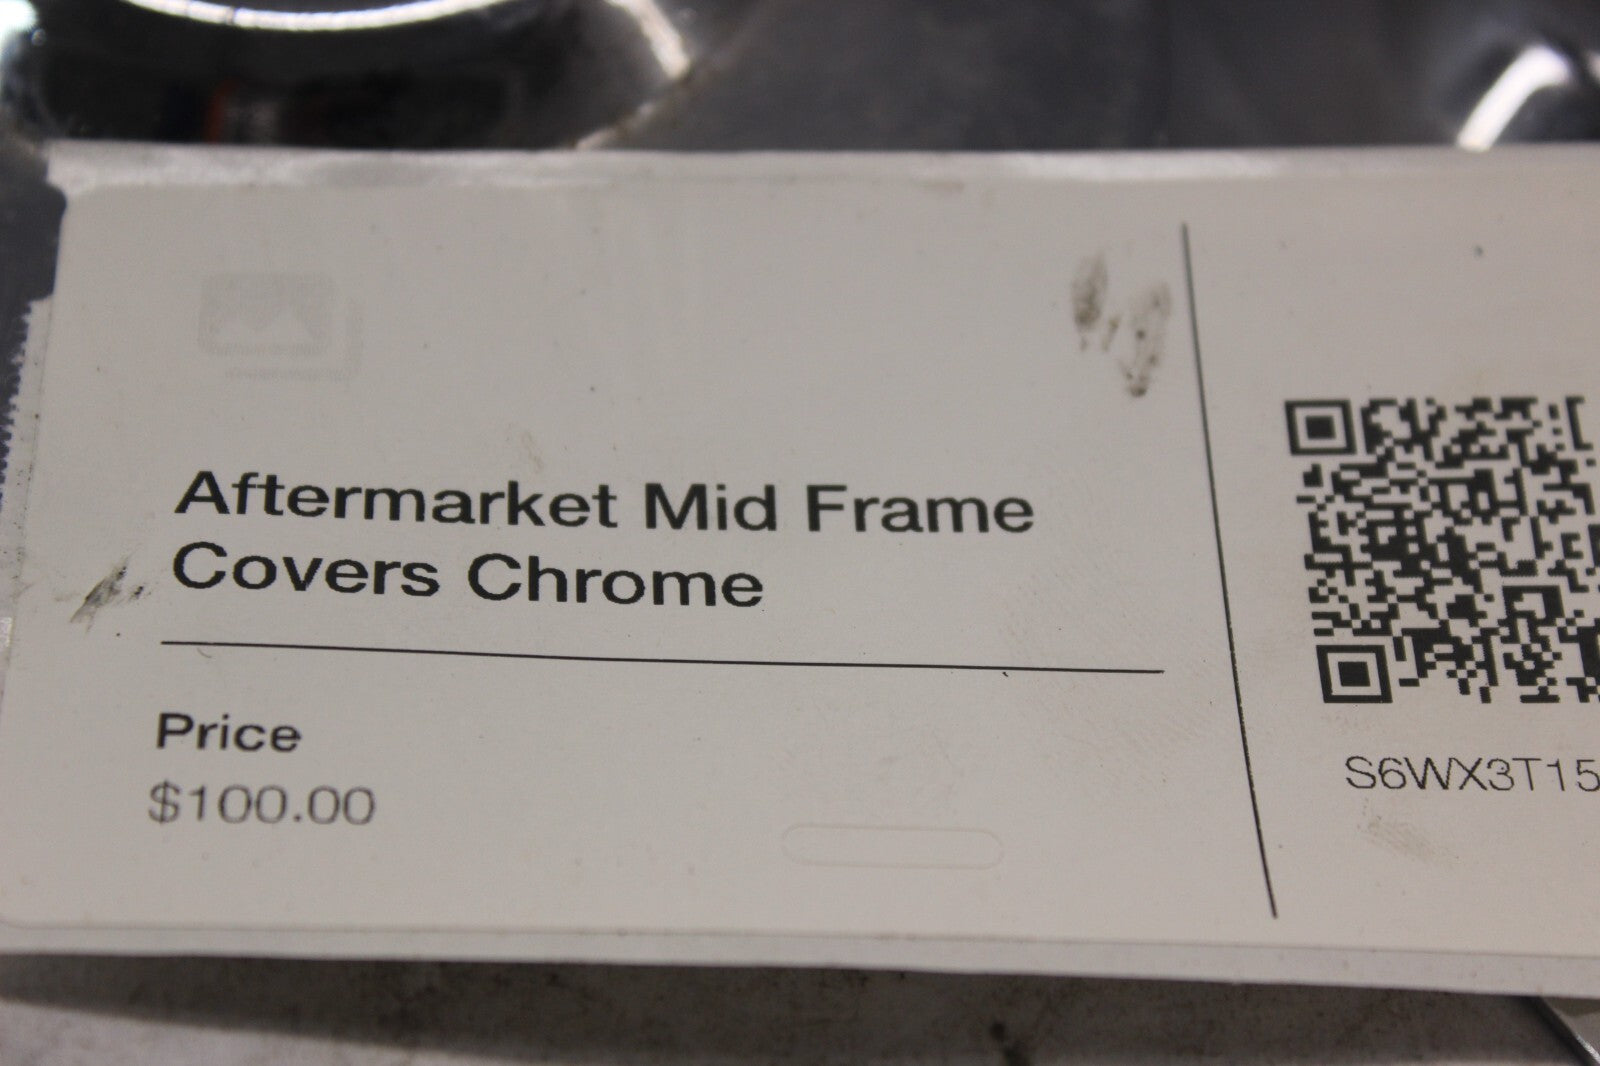 Aftermarket Mid Frame
Covers Chrome
Price
$100.00
S6WX3T15